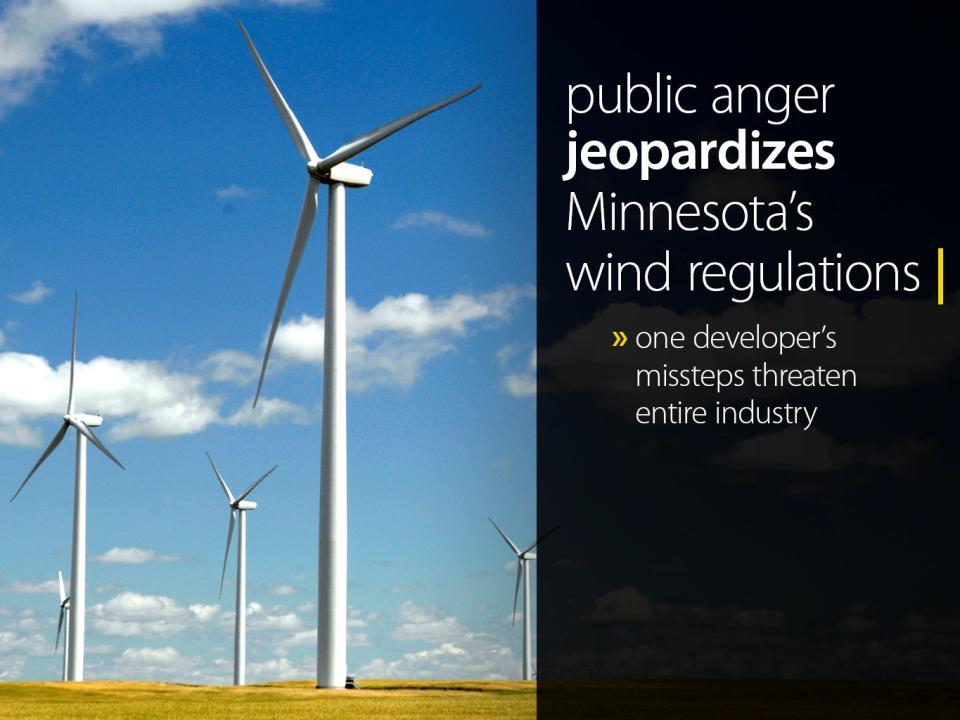 public anger
jeopardizes
Minnesota’s
wind regulations |
» one developer’s
missteps threaten
entire industry